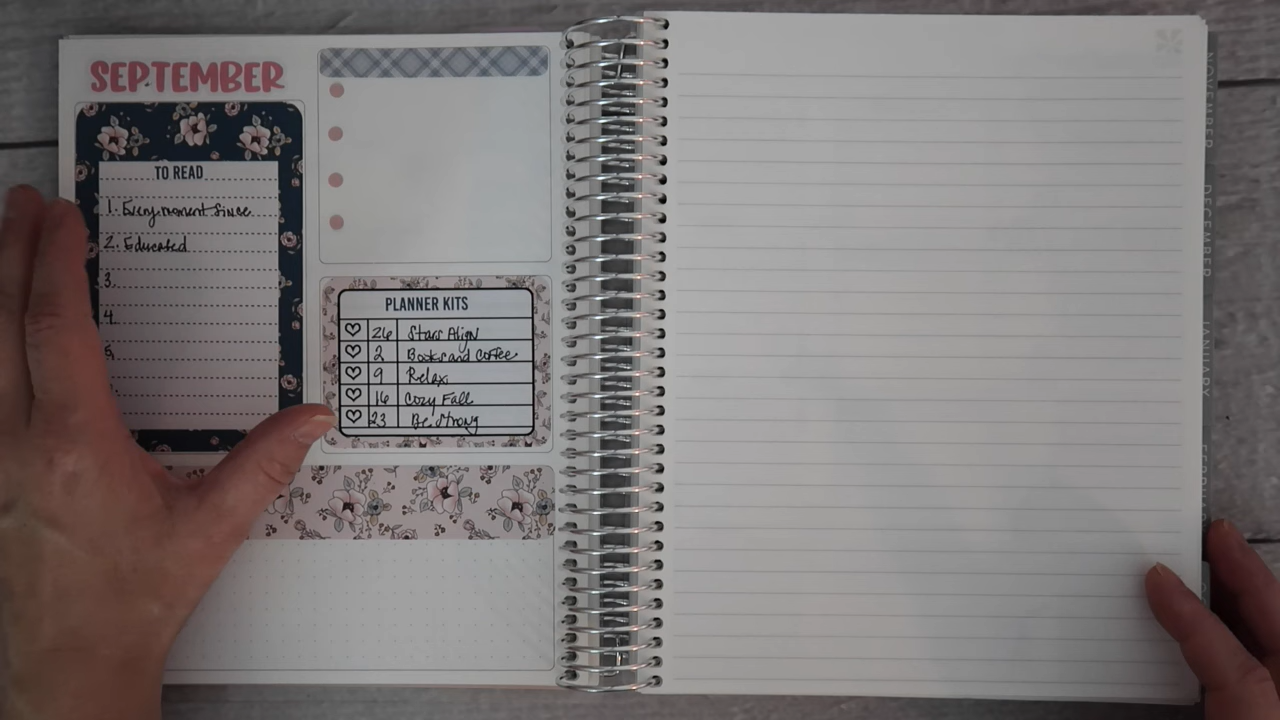 SEPTEMBER
TO READ
1. Every moment Since
2. Educated
3.
4.
5.
PLANNER KITS
26 Stars Align
2 Books and Coffee
9 Relax
16 Cozy Fall
23 Be Strong
NOVEMBER
DECEMBER
JANUARY